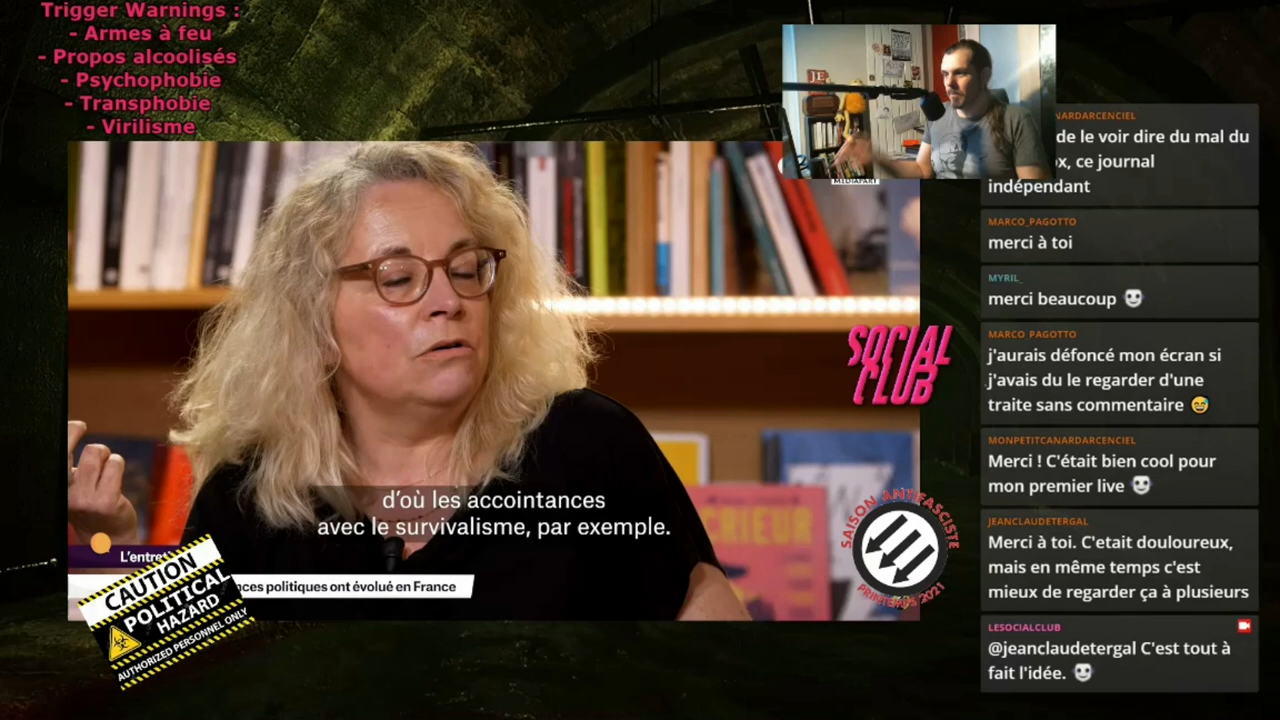 Trigger Warnings :
- Armes à feu
- Propos alcoolisés
- Psychophobie
- Transphobie
- Virilisme
JE
MEDIAPART
d'où les accointances
avec le survivalisme, par exemple.
L'entret
nces politiques ont évolué en France
CAUTION
POLITICAL
HAZARD
AUTHORIZED PERSONNEL ONLY
SOCIAL
CLUB
CRIEUR
SAISON ANTIFASCISTE
PRINTEMPS 2021
NARDARCENCIEL
de le voir dire du mal du
x, ce journal
indépendant
MARCO_PAGOTTO
merci à toi
MYRIL_
merci beaucoup
MARCO_PAGOTTO
j'aurais défoncé mon écran si
j'avais du le regarder d'une
traite sans commentaire 😅
MONPETITCANARDARCENCIEL
Merci ! C'était bien cool pour
mon premier live
JEANCLAUDETERGAL
Merci à toi. C'etait douloureux,
mais en même temps c'est
mieux de regarder ça à plusieurs
LESOCIALCLUB
@jeanclaudetergal C'est tout à
fait l'idée.